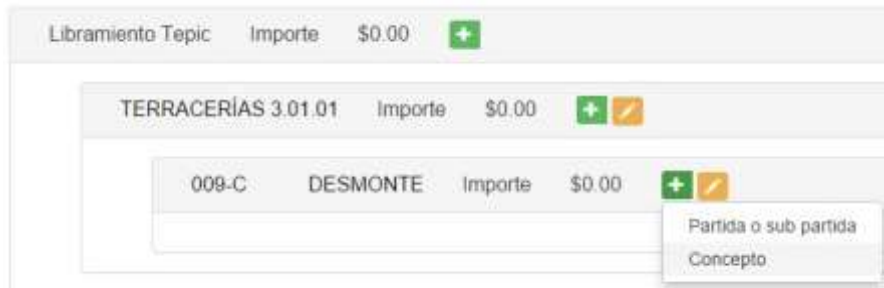 Libramiento Tepic Importe $0.00
TERRACERÍAS 3.01.01 Importe $0.00
009-C DESMONTE Importe $0.00
Partida o sub partida
Concepto